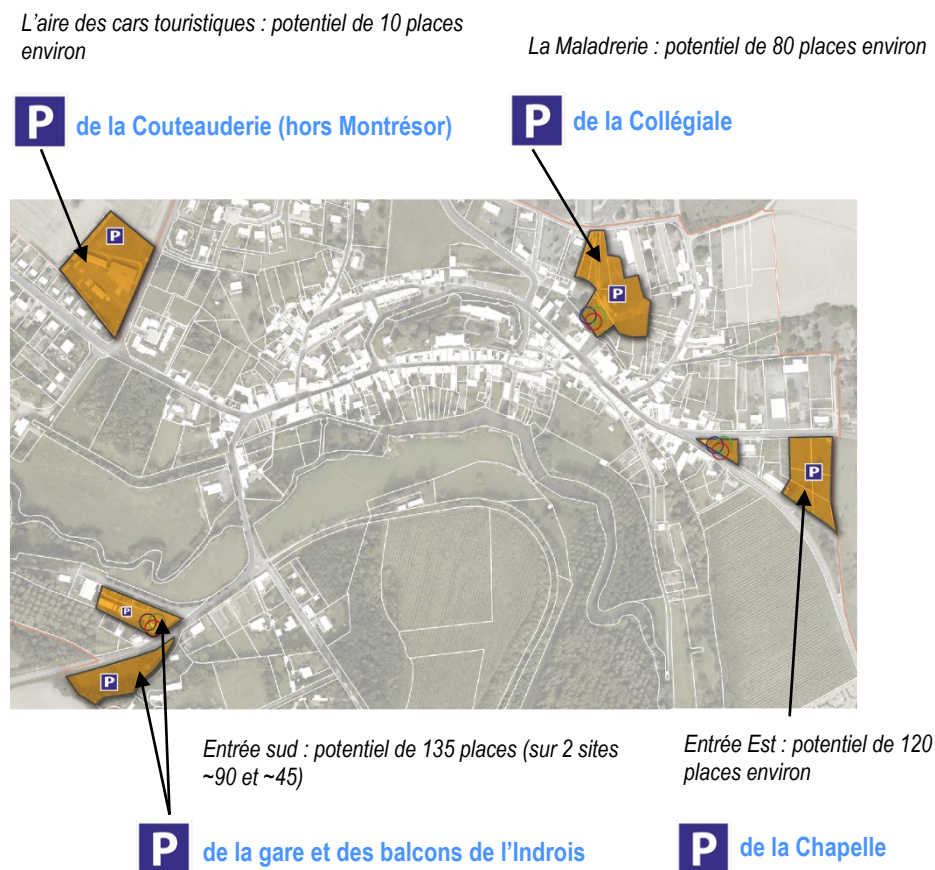 L'aire des cars touristiques : potentiel de 10 places
environ
La Maladrerie : potentiel de 80 places environ
P de la Couteauderie (hors Montrésor)
P de la Collégiale
P
P
P
P
P
Entrée sud : potentiel de 135 places (sur 2 sites
~90 et ~45)
Entrée Est : potentiel de 120
places environ
P de la gare et des balcons de l'Indrois
P de la Chapelle